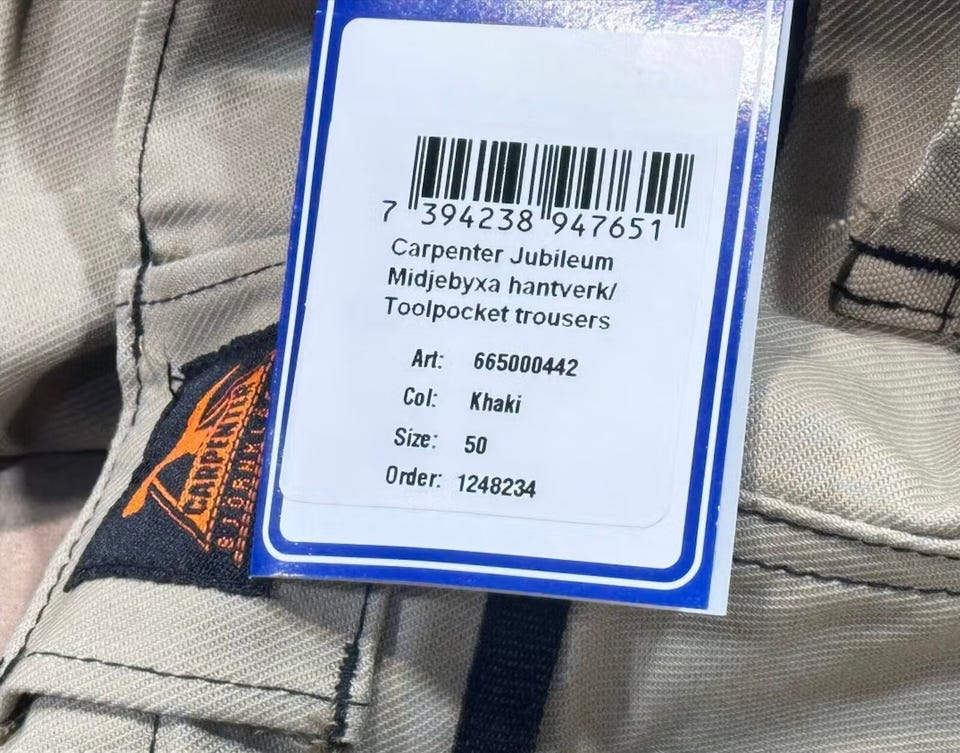 7 394238 947651
Carpenter Jubileum
Midjebyxa hantverk/
Toolpocket trousers
Art: 665000442
Col: Khaki
Size: 50
Order: 1248234
CARPENTER